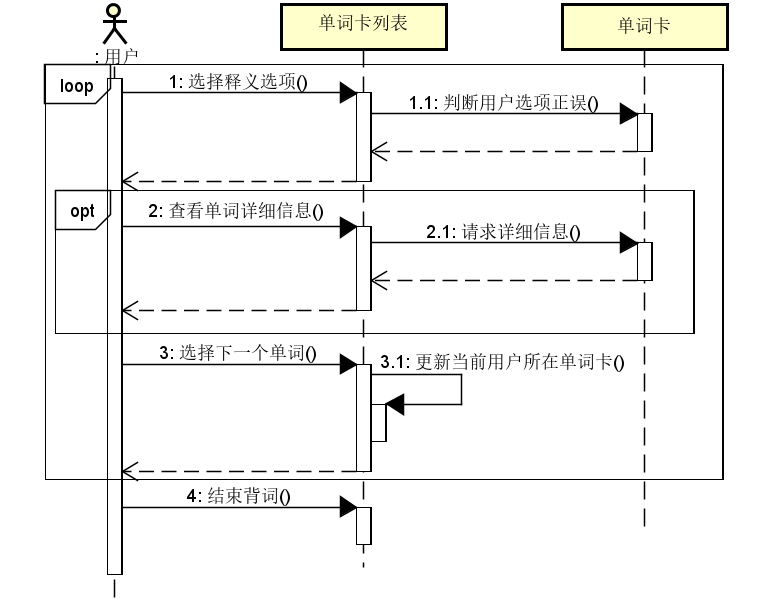 单词卡列表
单词卡
: 用户
loop
1: 选择释义选项()
1.1: 判断用户选项正误()
opt
2: 查看单词详细信息()
2.1: 请求详细信息()
3: 选择下一个单词()
3.1: 更新当前用户所在单词卡()
4: 结束背词()